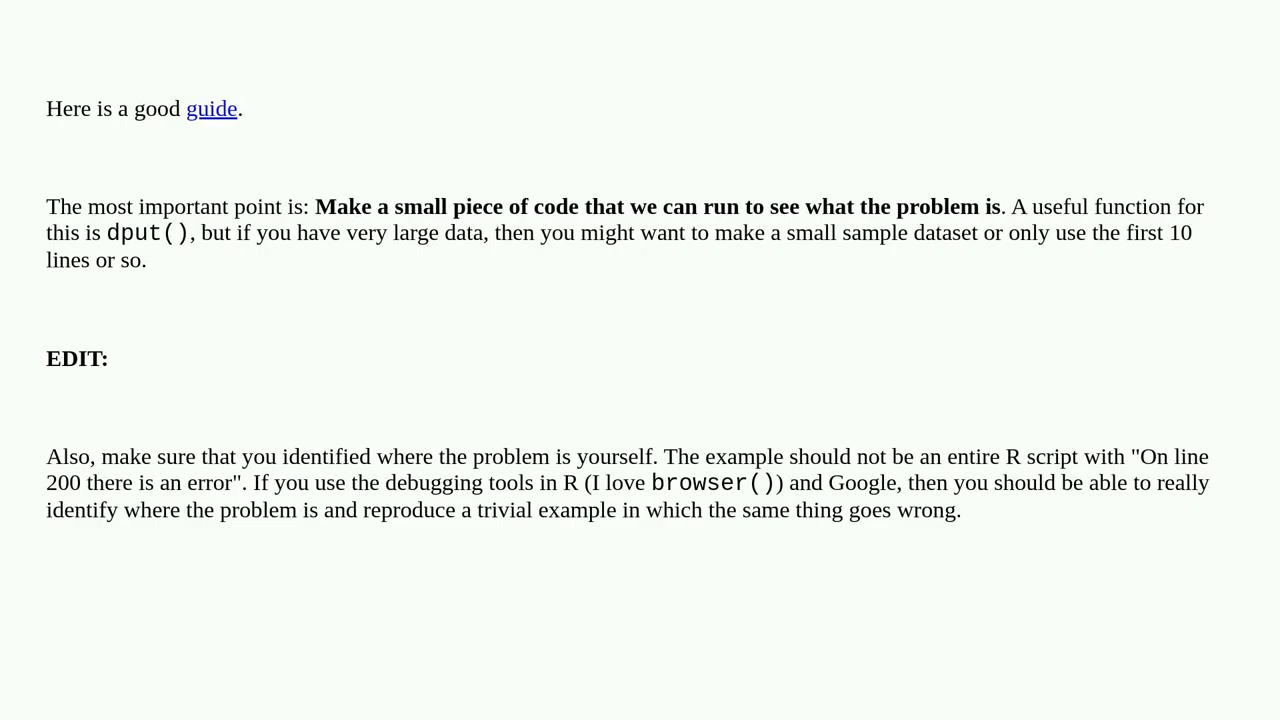 Here is a good guide.
The most important point is: Make a small piece of code that we can run to see what the problem is. A useful function for
this is dput(), but if you have very large data, then you might want to make a small sample dataset or only use the first 10
lines or so.
EDIT:
Also, make sure that you identified where the problem is yourself. The example should not be an entire R script with "On line
200 there is an error". If you use the debugging tools in R (I love browser()) and Google, then you should be able to really
identify where the problem is and reproduce a trivial example in which the same thing goes wrong.